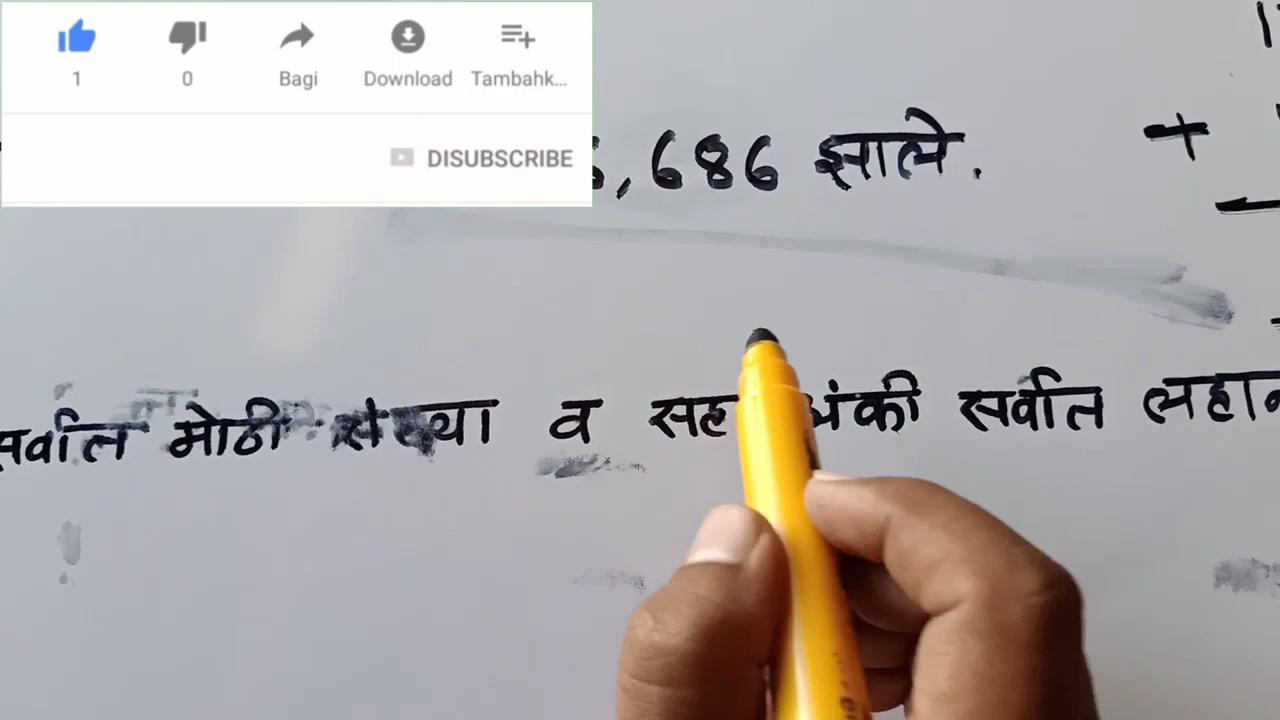 1 0 Bagi Download Tambahk...
DISUBSCRIBE
,686 झाले. +
सर्वात मोठी संख्या व सर्वात